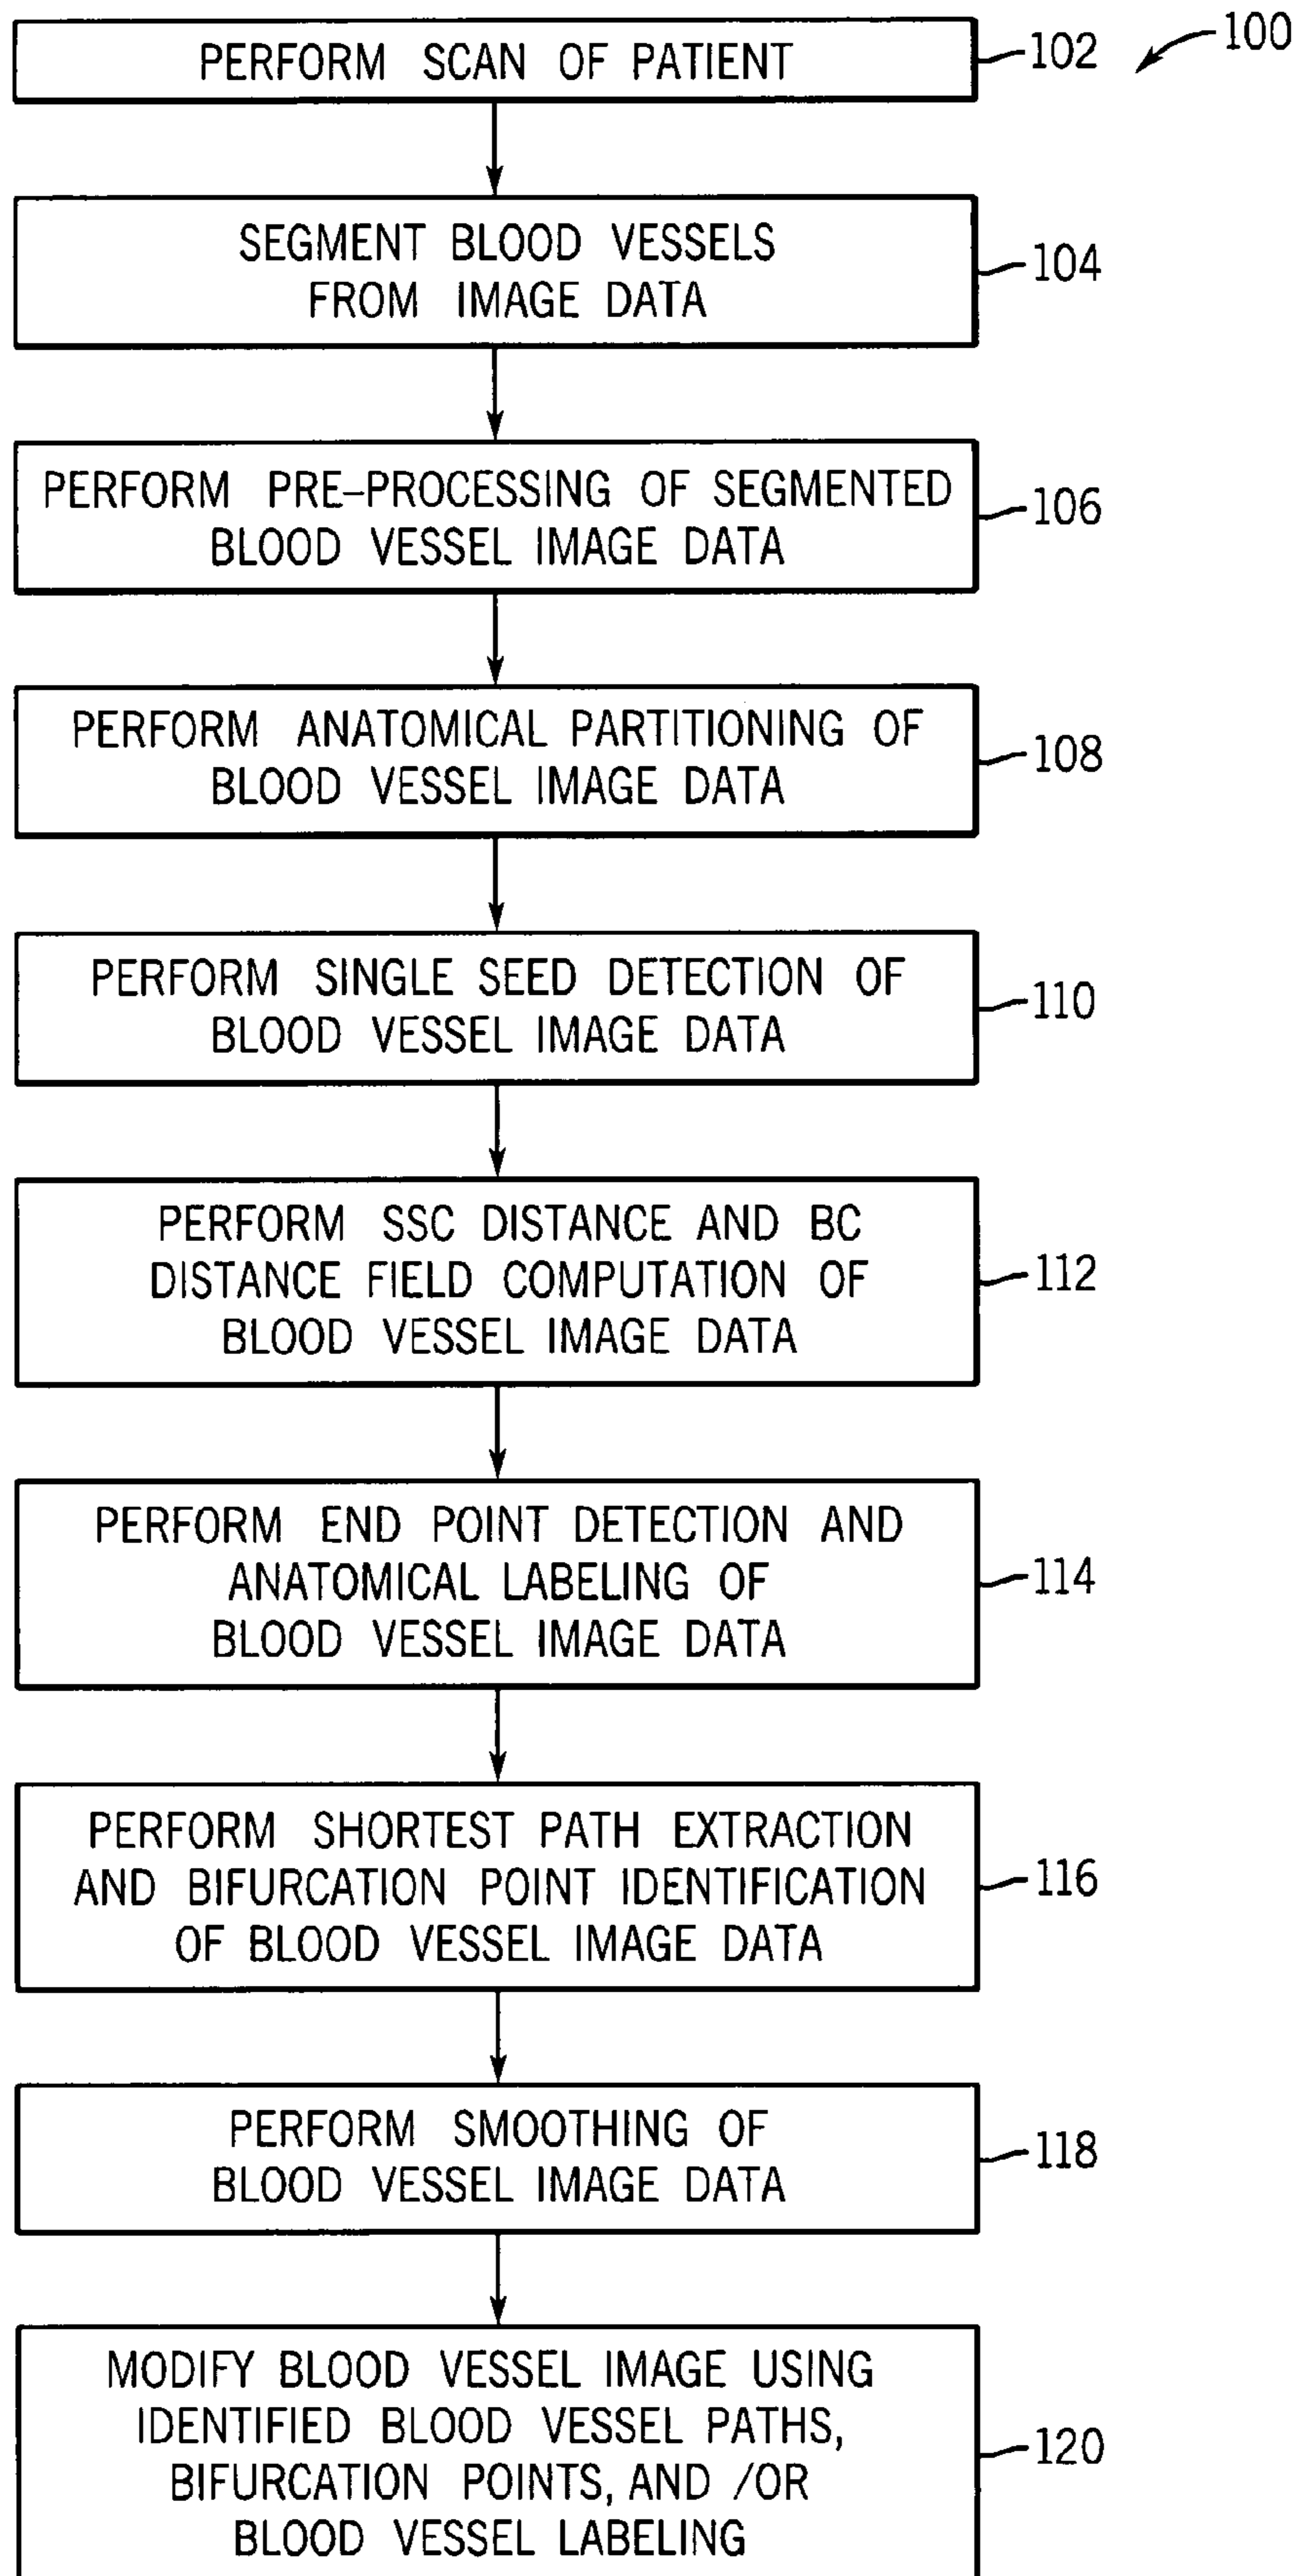 100
PERFORM SCAN OF PATIENT
102
SEGMENT BLOOD VESSELS
FROM IMAGE DATA
104
PERFORM PRE-PROCESSING OF SEGMENTED
BLOOD VESSEL IMAGE DATA
106
PERFORM ANATOMICAL PARTITIONING OF
BLOOD VESSEL IMAGE DATA
108
PERFORM SINGLE SEED DETECTION OF
BLOOD VESSEL IMAGE DATA
110
PERFORM SSC DISTANCE AND BC
DISTANCE FIELD COMPUTATION OF
BLOOD VESSEL IMAGE DATA
112
PERFORM END POINT DETECTION AND
ANATOMICAL LABELING OF
BLOOD VESSEL IMAGE DATA
114
PERFORM SHORTEST PATH EXTRACTION
AND BIFURCATION POINT IDENTIFICATION
OF BLOOD VESSEL IMAGE DATA
116
PERFORM SMOOTHING OF
BLOOD VESSEL IMAGE DATA
118
MODIFY BLOOD VESSEL IMAGE USING
IDENTIFIED BLOOD VESSEL PATHS,
BIFURCATION POINTS, AND /OR
BLOOD VESSEL LABELING
120